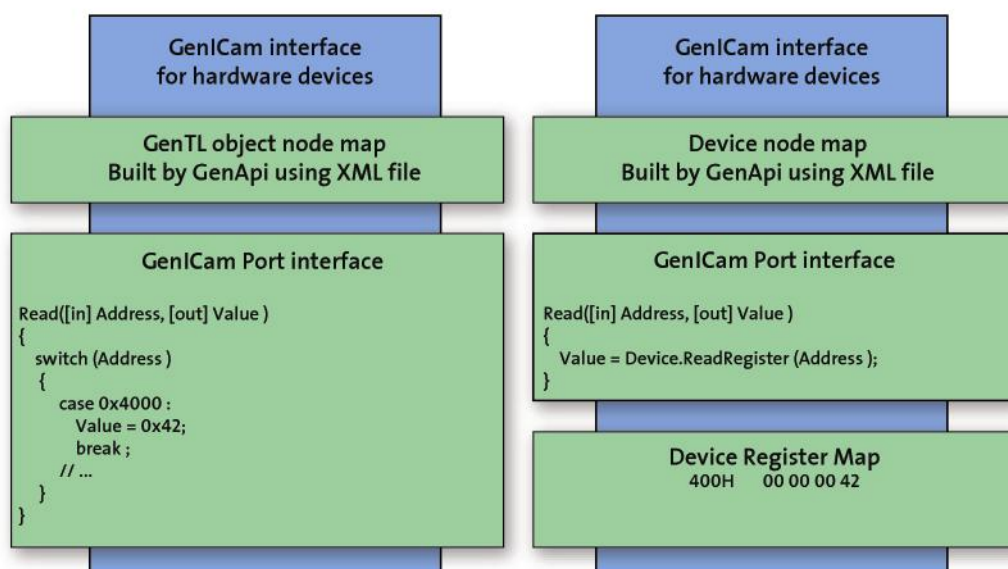 GenICam interface
for hardware devices
GenTL object node map
Built by GenApi using XML file
GenICam Port interface
Read([in] Address, [out] Value )
{
switch (Address )
{
case 0x4000 :
Value = 0x42;
break ;
// ...
}
}
GenICam interface
for hardware devices
Device node map
Built by GenApi using XML file
GenICam Port interface
Read([in] Address, [out] Value )
{
Value = Device.ReadRegister (Address );
}
Device Register Map
400H 00 00 00 42